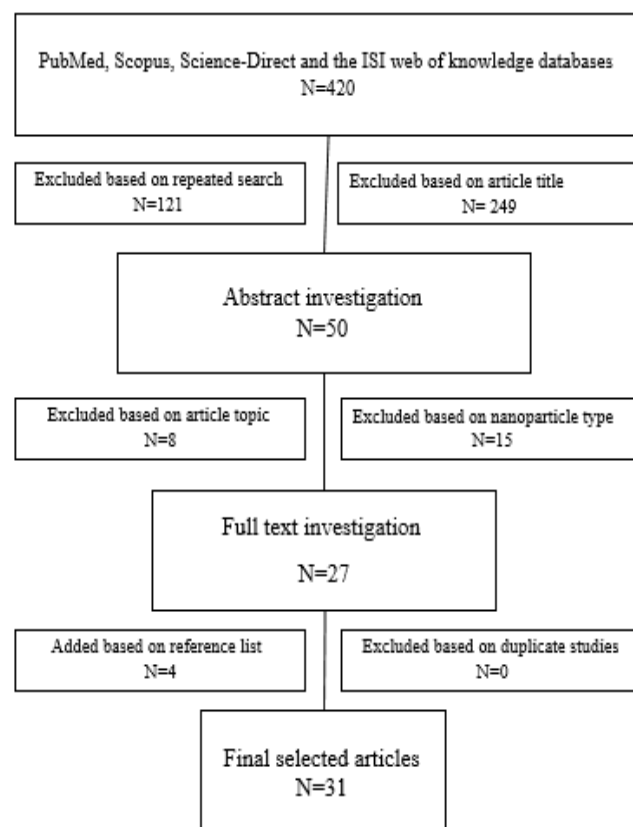 PubMed, Scopus, Science-Direct and the ISI web of knowledge databases
N=420
Excluded based on repeated search
N=121
Excluded based on article title
N= 249
Abstract investigation
N=50
Excluded based on article topic
N=8
Excluded based on nanoparticle type
N=15
Full text investigation
N=27
Added based on reference list
N=4
Excluded based on duplicate studies
N=0
Final selected articles
N=31